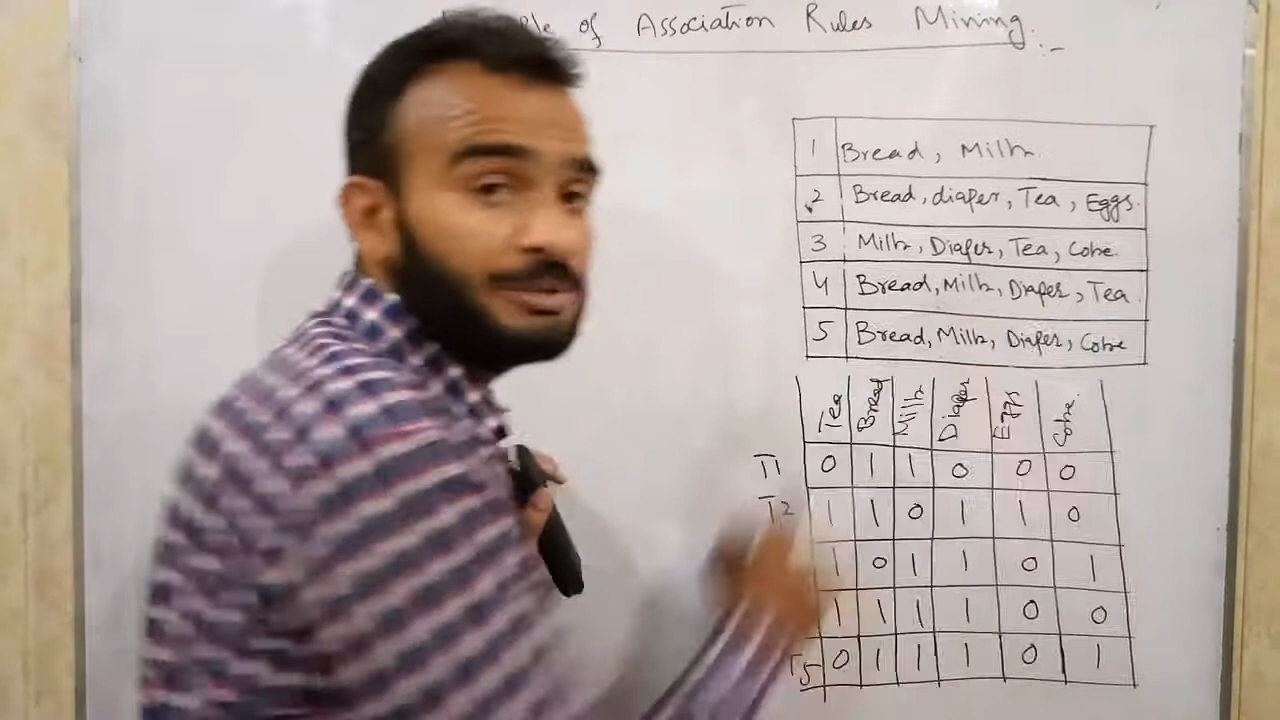 of Association Rules Mining:-
1 Bread, Milk
2 Bread, diaper, Tea, Eggs.
3 Milk, Diaper, Tea, Coke.
4 Bread, Milk, Diaper, Tea
5 Bread, Milk, Diaper, Coke
Tea Bread Milk Diaper Eggs Coke.
T1 0 1 1 0 0 0
T2 1 1 0 1 1 0
1 0 1 1 0 1
1 1 1 1 0 0
T5 0 1 1 1 0 1